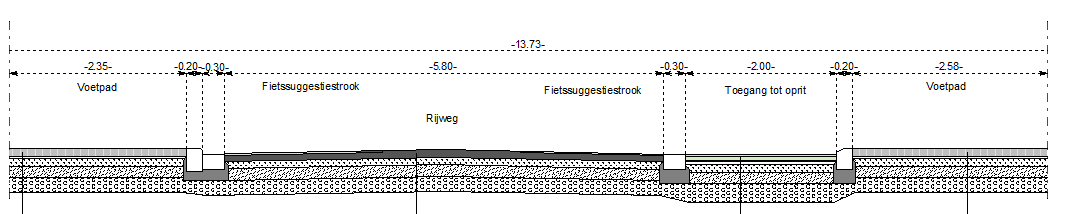 -13.73-
-2.35- -0.20- -0.30- -5.80- -0.30- -2.00- -0.20- -2.58-
Voetpad Fietssuggestiestrook Fietssuggestiestrook Toegang tot oprit Voetpad
Rijweg